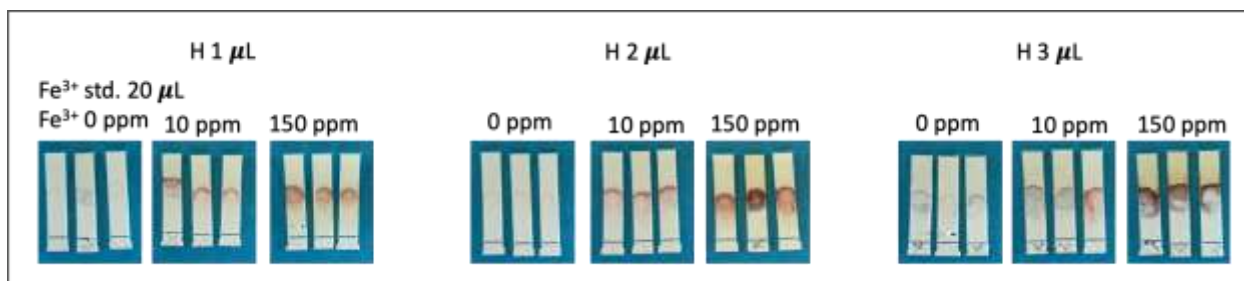 H 1 𝝁L
H 2 𝝁L
H 3 𝝁L
Fe³⁺ std. 20 𝝁L
Fe³⁺ 0 ppm
10 ppm
150 ppm
0 ppm
10 ppm
150 ppm
0 ppm
10 ppm
150 ppm